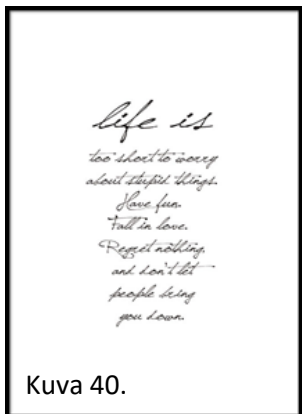 life is
too short to worry
about stupid things.
Have fun.
Fall in love.
Regret nothing.
and don't let
people bring
you down.
Kuva 40.